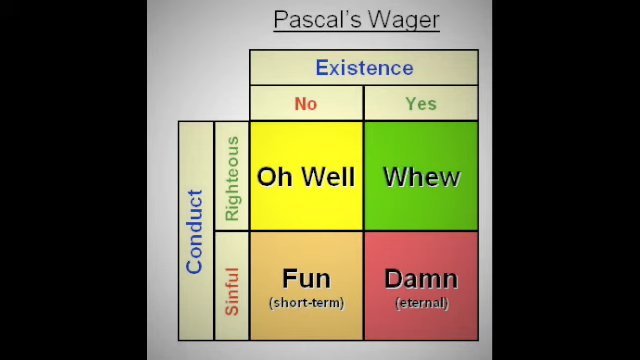 Pascal's Wager
Existence
No Yes
Conduct
Righteous
Oh Well Whew
Sinful
Fun Damn
(short-term) (eternal)